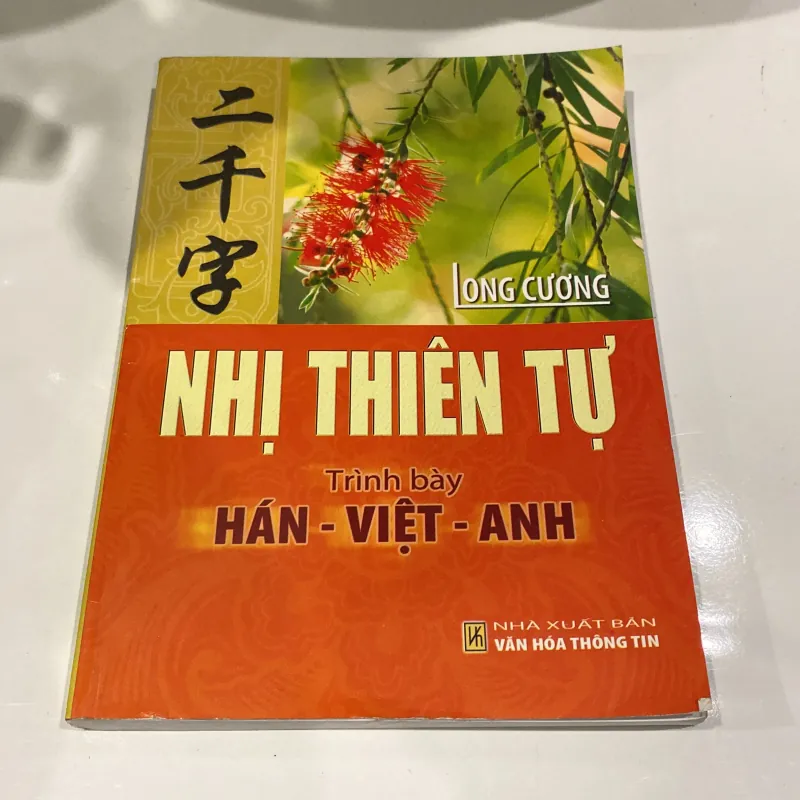 二千字
LONG CƯƠNG
NHỊ THIÊN TỰ
Trình bày
HÁN - VIỆT - ANH
NHÀ XUẤT BẢN
VĂN HÓA THÔNG TIN